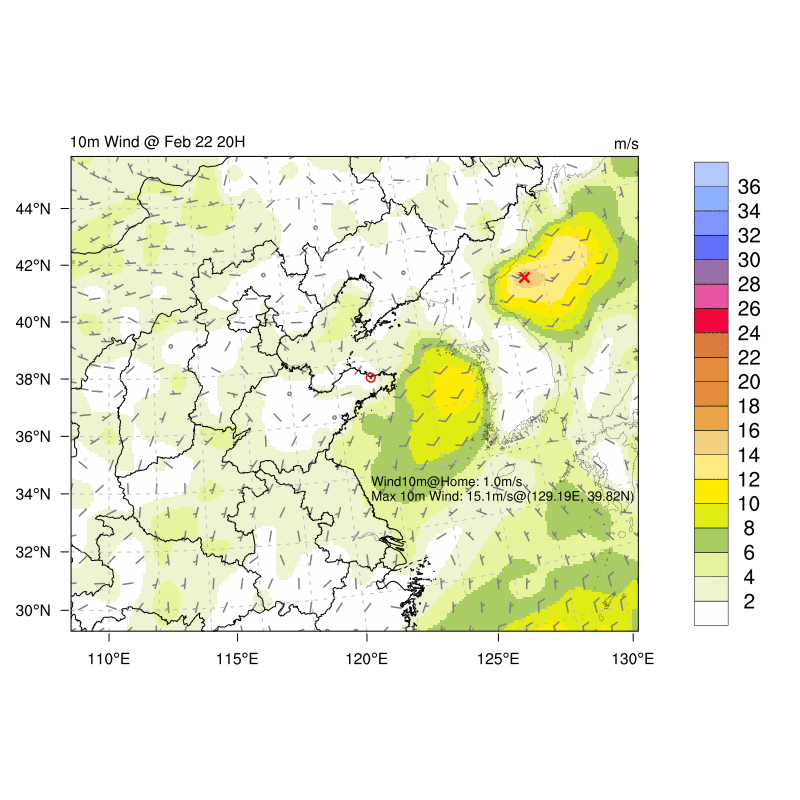 10m Wind @ Feb 22 20H
m/s
44°N
42°N
40°N
38°N
36°N
34°N
32°N
30°N
110°E
115°E
120°E
125°E
130°E
Wind10m@Home: 1.0m/s
Max 10m Wind: 15.1m/s@(129.19E, 39.82N)
36
34
32
30
28
26
24
22
20
18
16
14
12
10
8
6
4
2